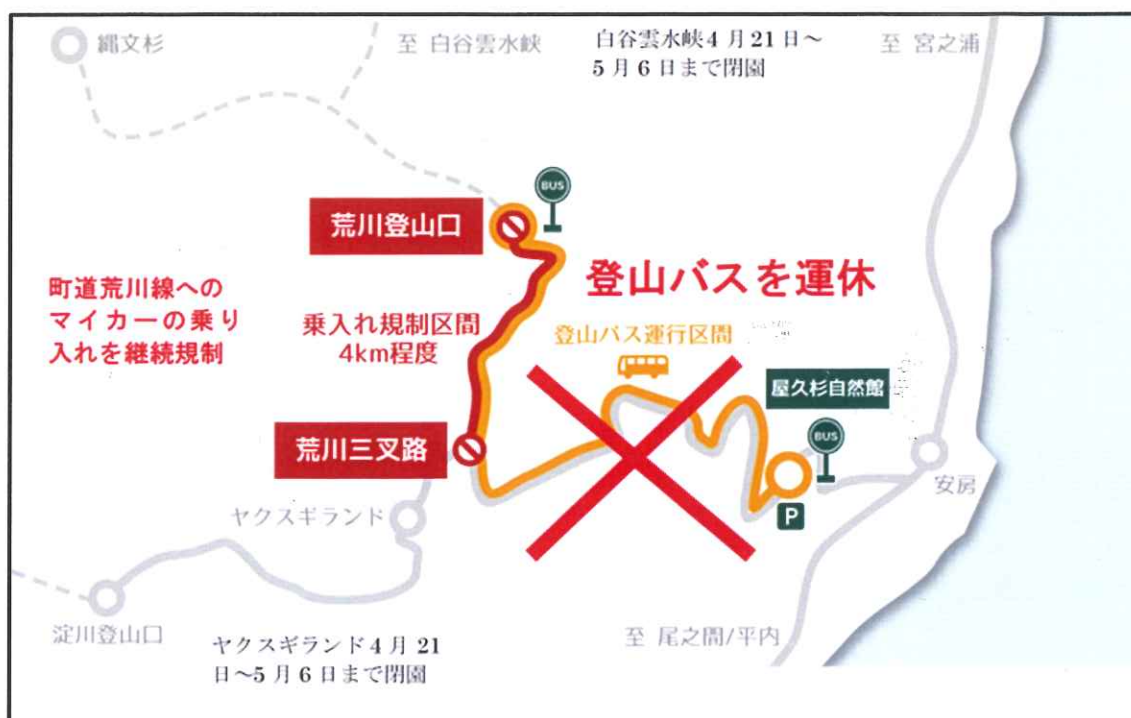 縄文杉
至 白谷雲水峡
白谷雲水峡4月21日～
5月6日まで閉園
至 宮之浦
BUS
荒川登山口
登山バスを運休
町道荒川線への
マイカーの乗り
入れを継続規制
乗入れ規制区間
4km程度
登山バス運行区間
屋久杉自然館
BUS
荒川三叉路
安房
ヤクスギランド
P
淀川登山口
ヤクスギランド4月21
日～5月6日まで閉園
至 尾之間/平内